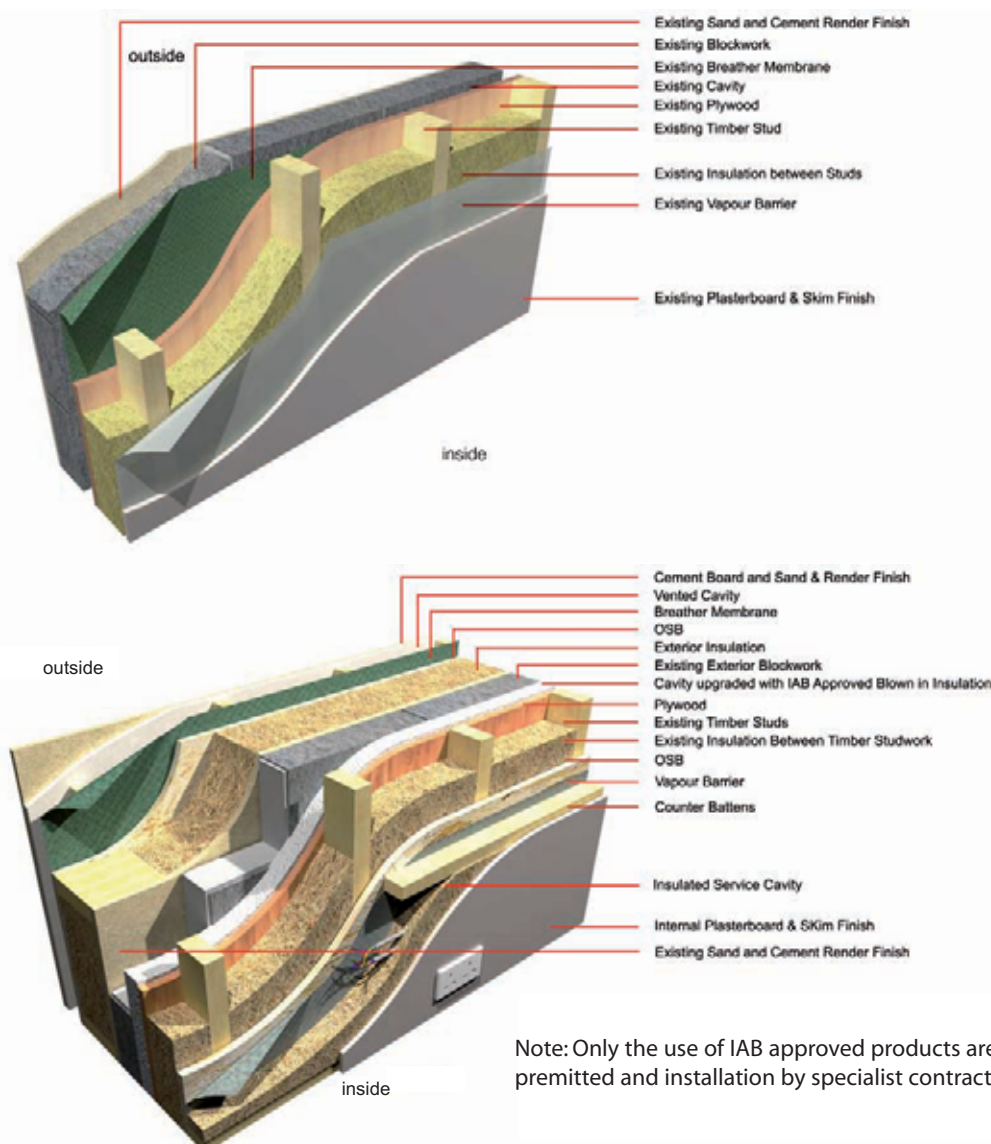 Existing Sand and Cement Render Finish
outside
Existing Blockwork
Existing Breather Membrane
Existing Cavity
Existing Plywood
Existing Timber Stud
Existing Insulation between Studs
Existing Vapour Barrier
Existing Plasterboard & Skim Finish
inside
Cement Board and Sand & Render Finish
Vented Cavity
Breather Membrane
OSB
outside
Exterior Insulation
Existing Exterior Blockwork
Cavity upgraded with IAB Approved Blown in Insulation
Plywood
Existing Timber Studs
Existing Insulation Between Timber Studwork
OSB
Vapour Barrier
Counter Battens
Insulated Service Cavity
Internal Plasterboard & SKim Finish
Existing Sand and Cement Render Finish
Note: Only the use of IAB approved products are
premitted and installation by specialist contract
inside